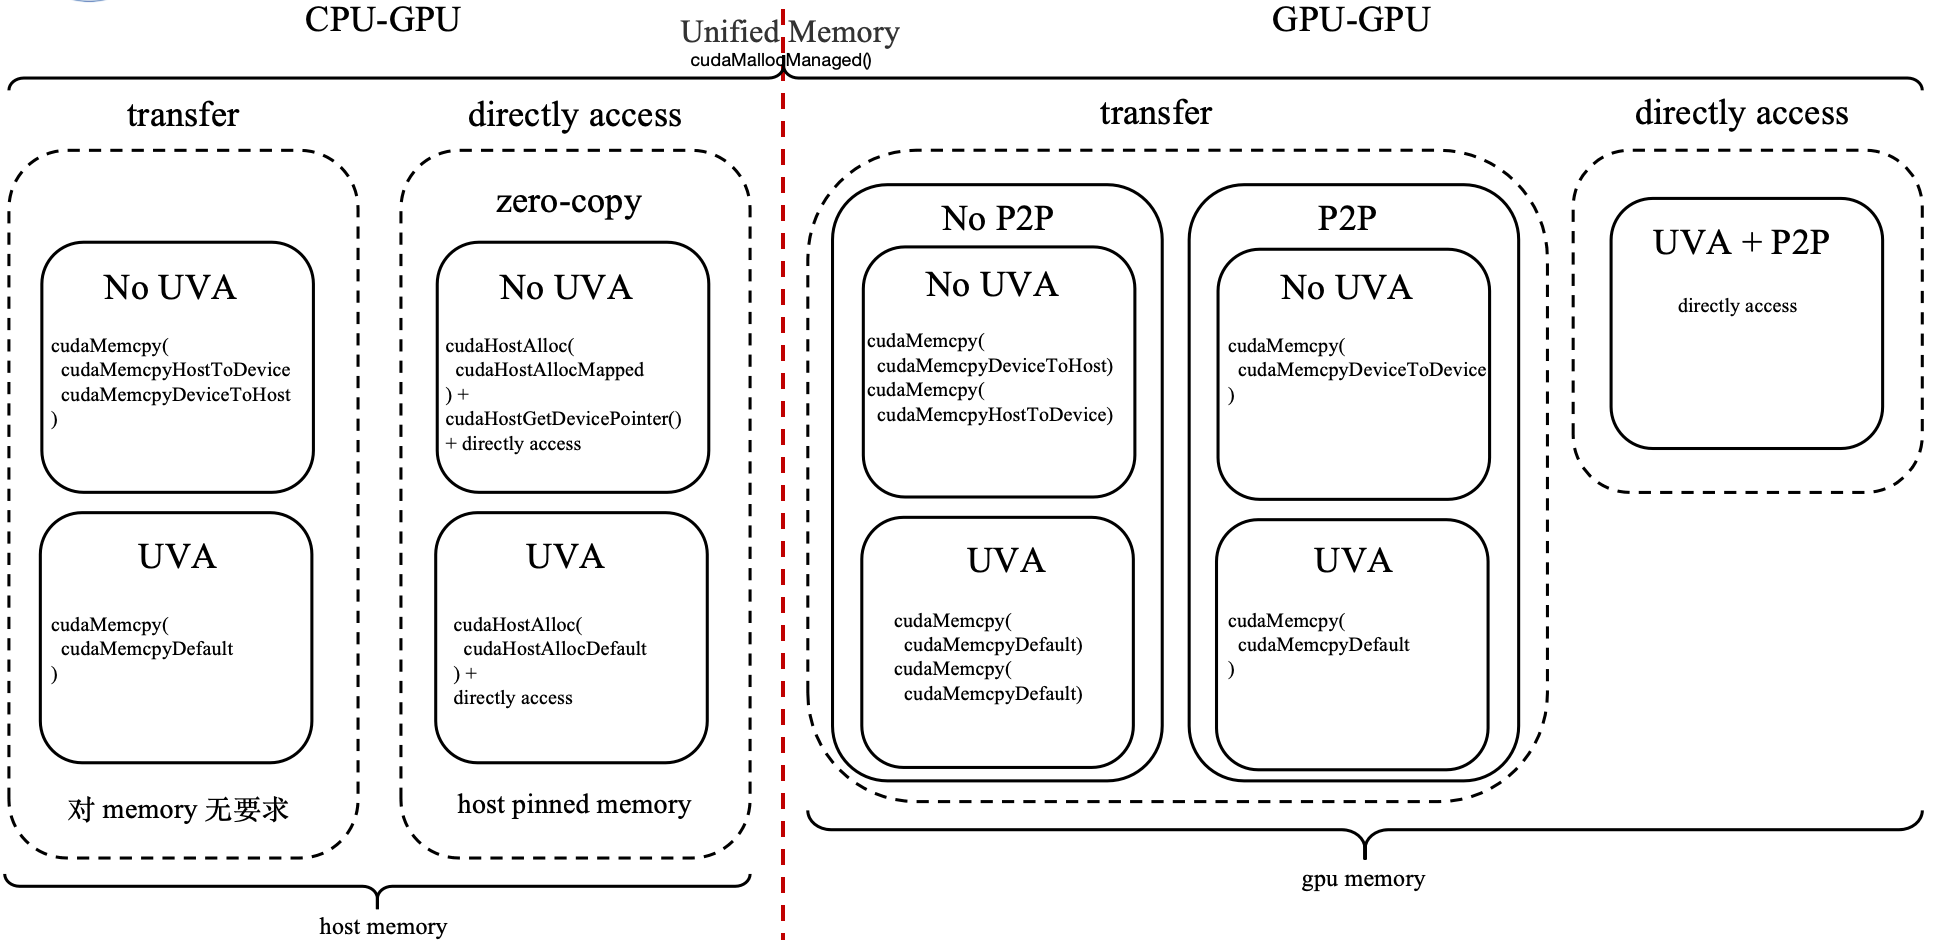 CPU-GPU
Unified Memory
cudaMallocManaged()
GPU-GPU
transfer
directly access
transfer
directly access
zero-copy
No UVA
cudaMemcpy(
cudaMemcpyHostToDevice
cudaMemcpyDeviceToHost
)
UVA
cudaMemcpy(
cudaMemcpyDefault
)
对 memory 无要求
No UVA
cudaHostAlloc(
cudaHostAllocMapped
) +
cudaHostGetDevicePointer()
+ directly access
UVA
cudaHostAlloc(
cudaHostAllocDefault
) +
directly access
host pinned memory
host memory
No P2P
No UVA
cudaMemcpy(
cudaMemcpyDeviceToHost)
cudaMemcpy(
cudaMemcpyHostToDevice)
UVA
cudaMemcpy(
cudaMemcpyDefault)
cudaMemcpy(
cudaMemcpyDefault)
P2P
No UVA
cudaMemcpy(
cudaMemcpyDeviceToDevice
)
UVA
cudaMemcpy(
cudaMemcpyDefault
)
UVA + P2P
directly access
gpu memory